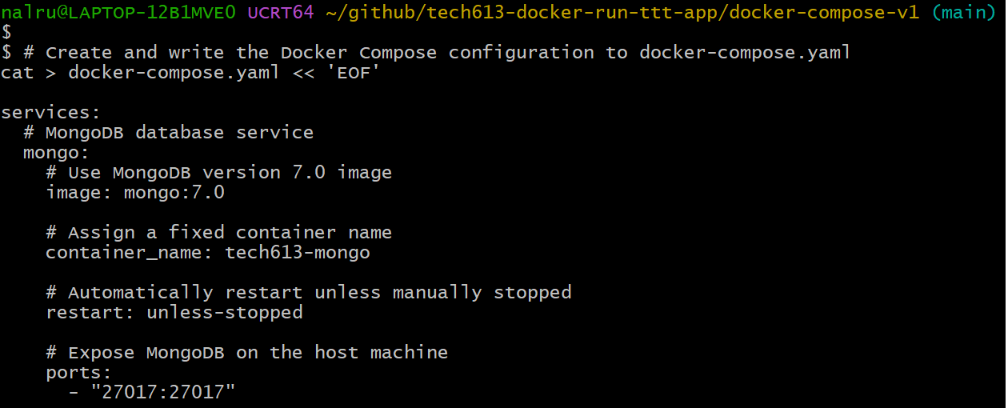 nalru@LAPTOP-12B1MVE0 UCRT64 ~/github/tech613-docker-run-ttt-app/docker-compose-v1 (main)
$
$ # Create and write the Docker Compose configuration to docker-compose.yaml
cat > docker-compose.yaml << 'EOF'

services:
  # MongoDB database service
  mongo:
    # Use MongoDB version 7.0 image
    image: mongo:7.0

    # Assign a fixed container name
    container_name: tech613-mongo

    # Automatically restart unless manually stopped
    restart: unless-stopped

    # Expose MongoDB on the host machine
    ports:
      - "27017:27017"